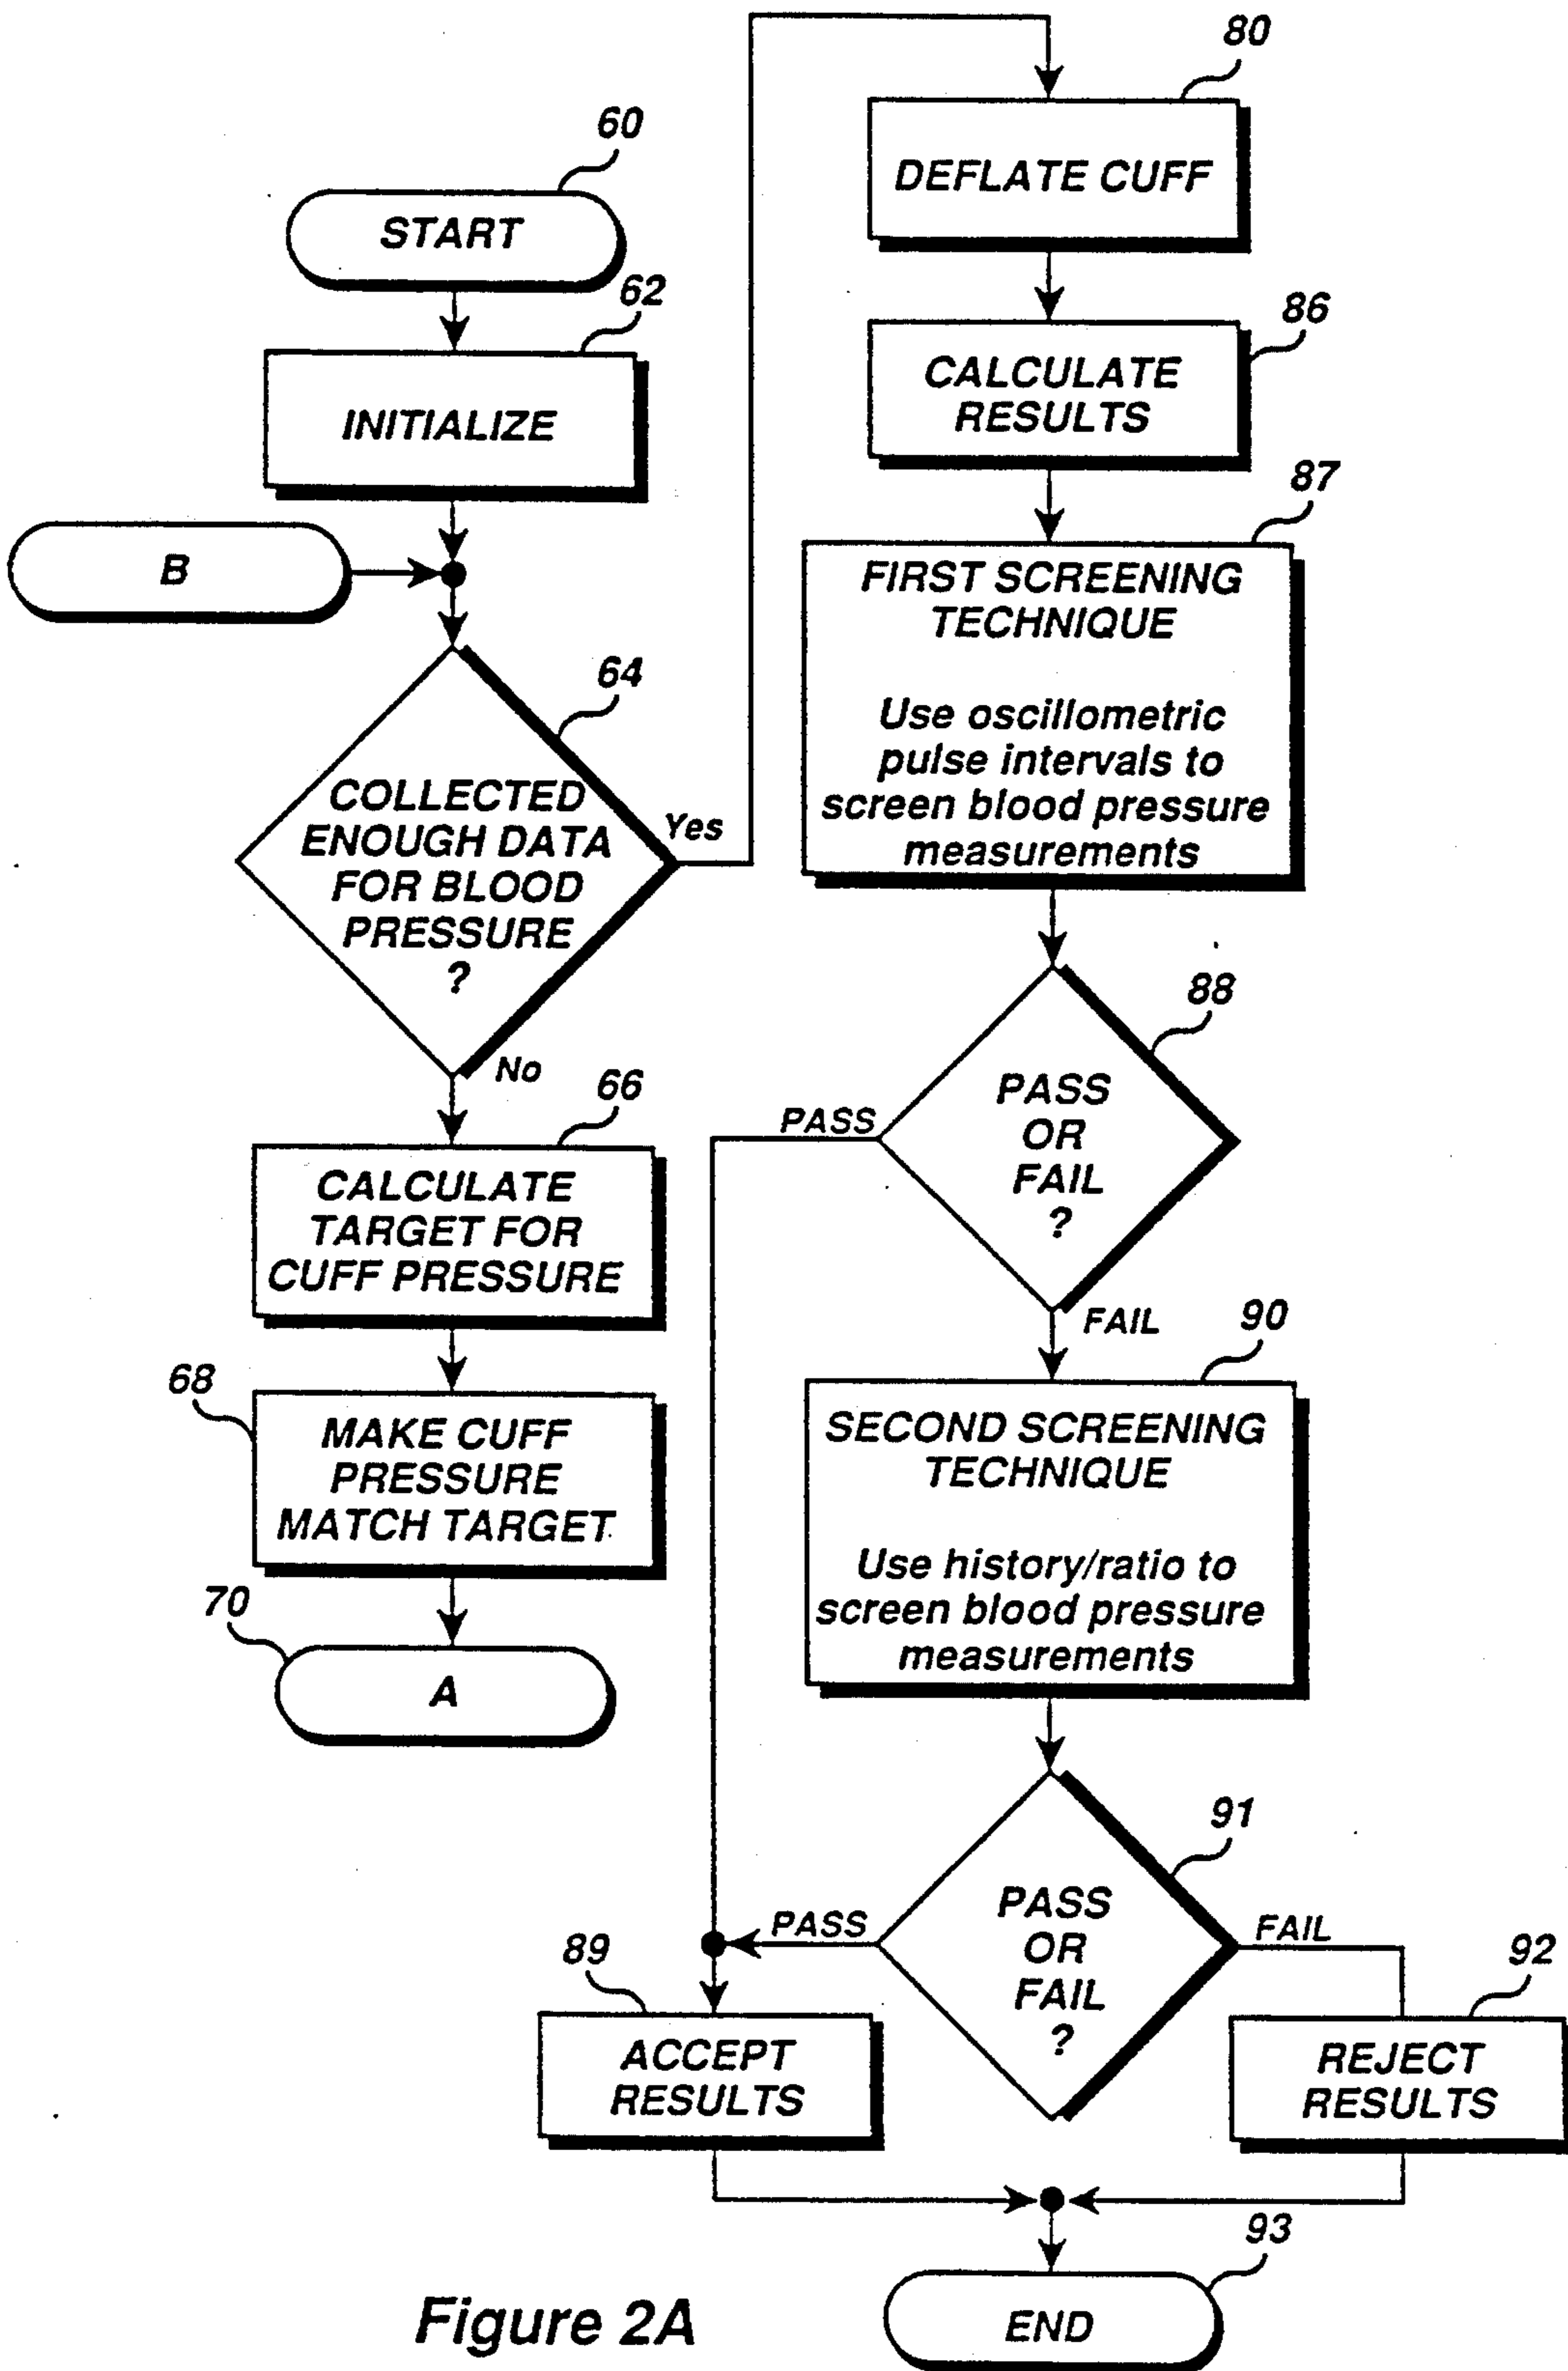 60
START
62
INITIALIZE
B
64
COLLECTED
ENOUGH DATA
FOR BLOOD
PRESSURE
?
Yes
No
66
CALCULATE
TARGET FOR
CUFF PRESSURE
68
MAKE CUFF
PRESSURE
MATCH TARGET
70
A
80
DEFLATE CUFF
86
CALCULATE
RESULTS
87
FIRST SCREENING
TECHNIQUE
Use oscillometric
pulse intervals to
screen blood pressure
measurements
88
PASS
OR
FAIL
?
PASS
FAIL
90
SECOND SCREENING
TECHNIQUE
Use history/ratio to
screen blood pressure
measurements
91
PASS
OR
FAIL
?
PASS
FAIL
89
ACCEPT
RESULTS
92
REJECT
RESULTS
93
END
Figure 2A